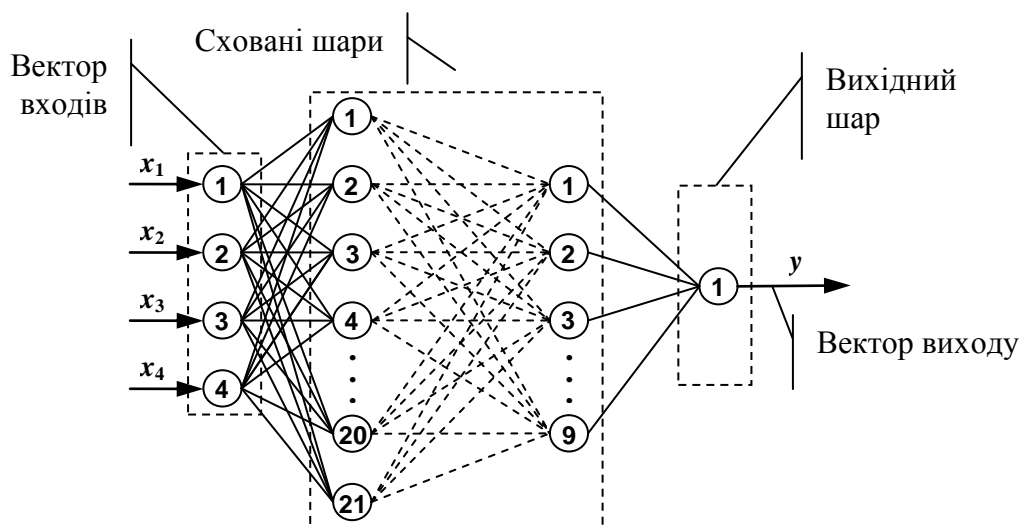 Сховані шари
Вектор
входів
Вихідний
шар
x1
x2
x3
x4
1
2
3
4
1
2
3
4
20
21
1
2
3
9
1
y
Вектор виходу